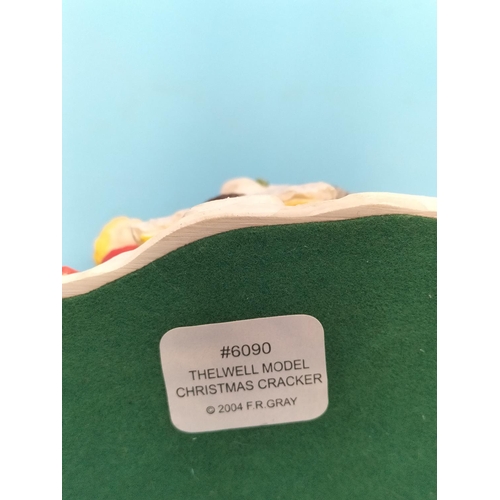 #6090
THELWELL MODEL
CHRISTMAS CRACKER
© 2004 F.R.GRAY